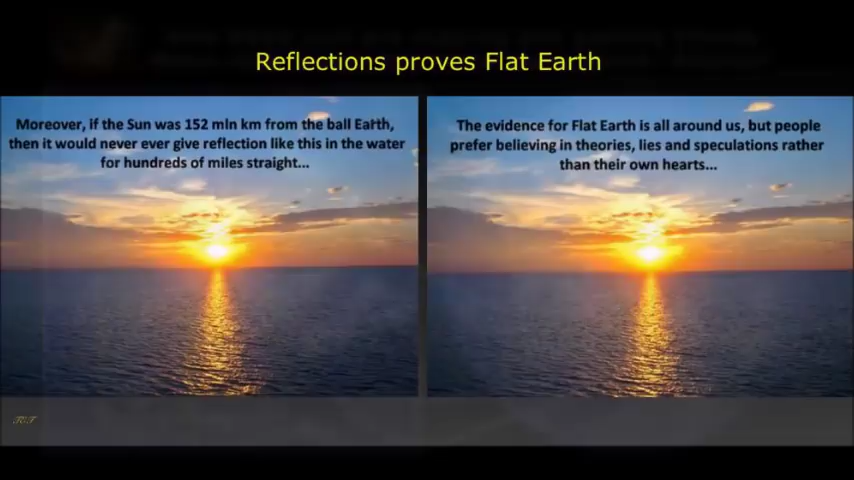 Reflections proves Flat Earth
Moreover, if the Sun was 152 mln km from the ball Earth,
then it would never ever give reflection like this in the water
for hundreds of miles straight...
The evidence for Flat Earth is all around us, but people
prefer believing in theories, lies and speculations rather
than their own hearts...